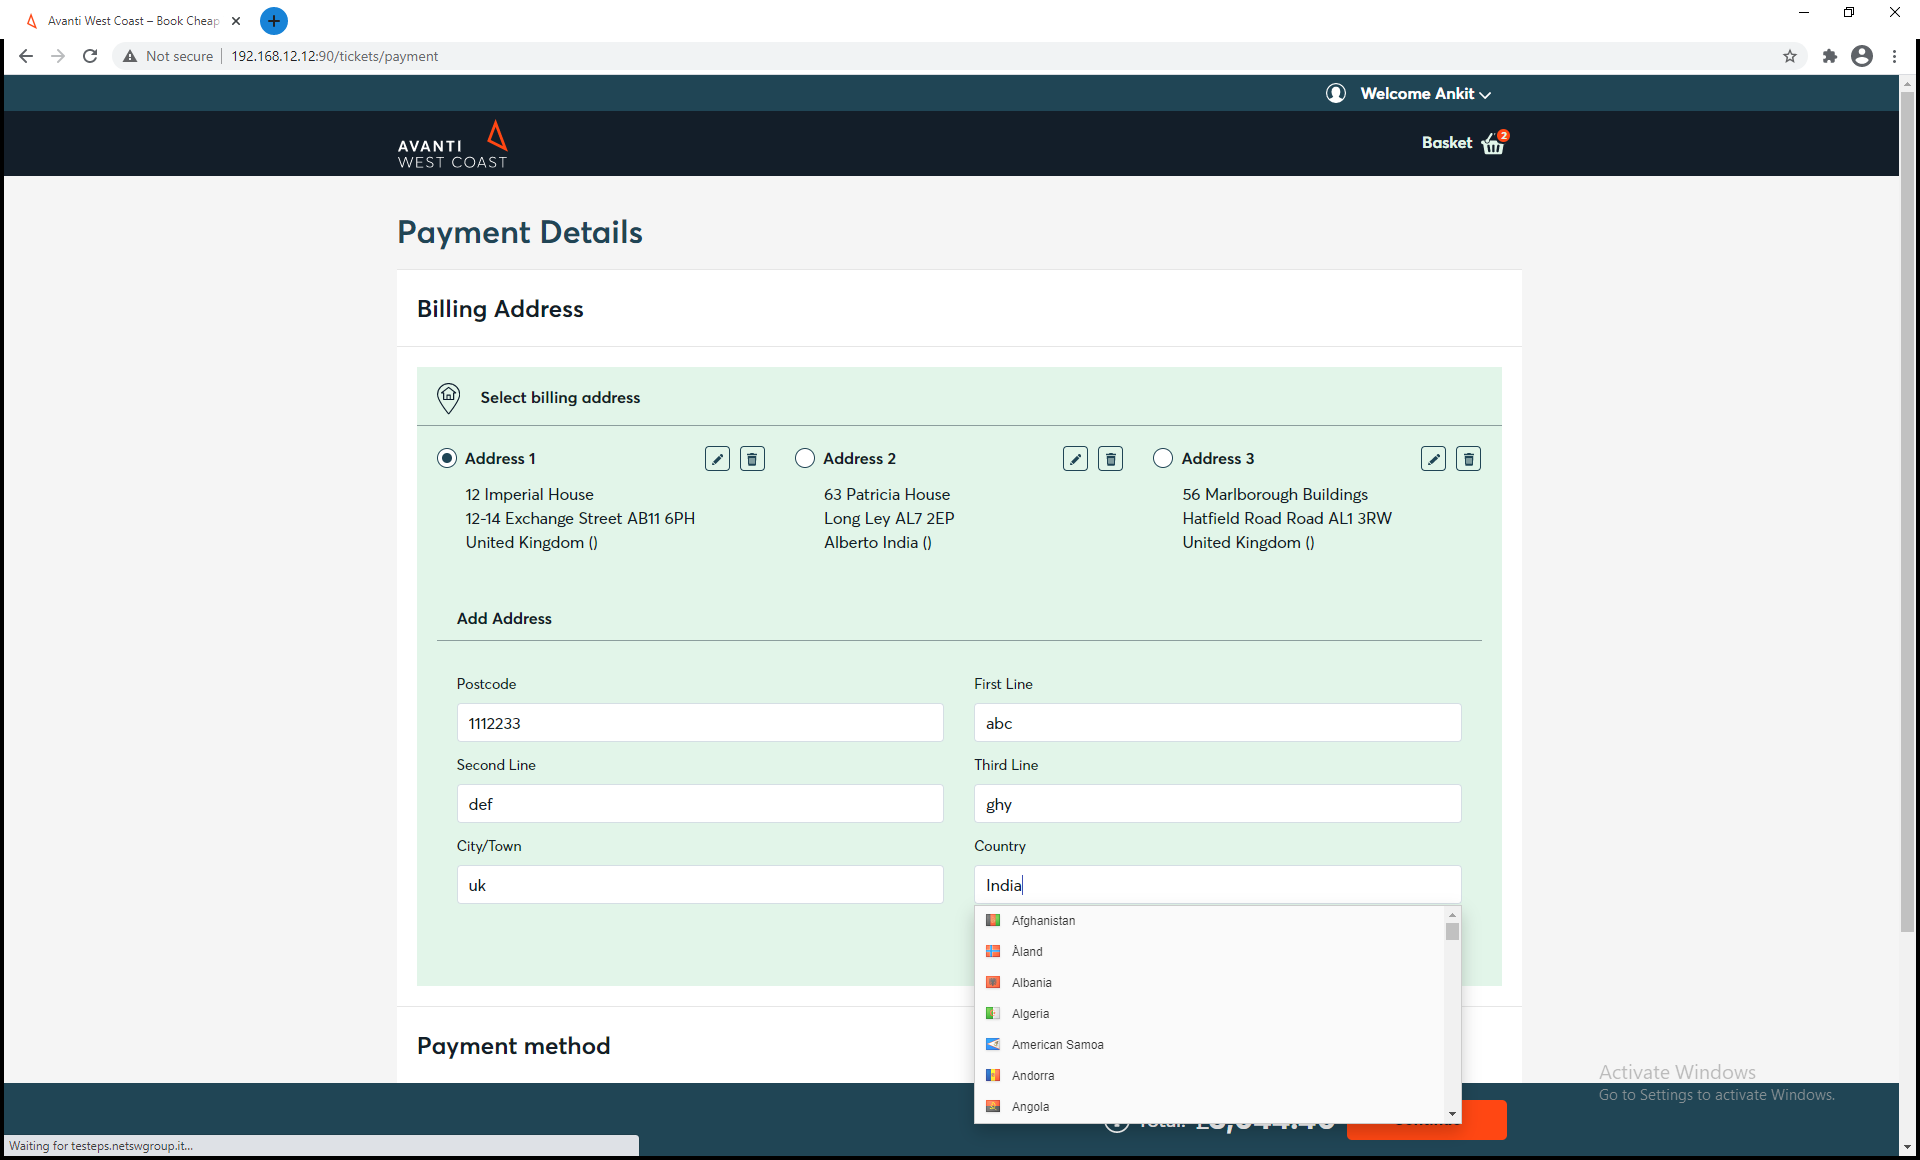 Avanti West Coast – Book Cheap
Not secure
192.168.12.12:90/tickets/payment
Welcome Ankit
AVANTI
WEST COAST
Basket
2
Payment Details
Billing Address
Select billing address
Address 1
Address 2
Address 3
12 Imperial House
63 Patricia House
56 Marlborough Buildings
12-14 Exchange Street AB11 6PH
Long Ley AL7 2EP
Hatfield Road Road AL1 3RW
United Kingdom ()
Alberto India ()
United Kingdom ()
Add Address
Postcode
First Line
1112233
abc
Second Line
Third Line
def
ghy
City/Town
Country
uk
India
Afghanistan
Åland
Albania
Algeria
American Samoa
Andorra
Angola
Payment method
Activate Windows
Go to Settings to activate Windows.
Total:
Waiting for testeps.netswgroup.it...